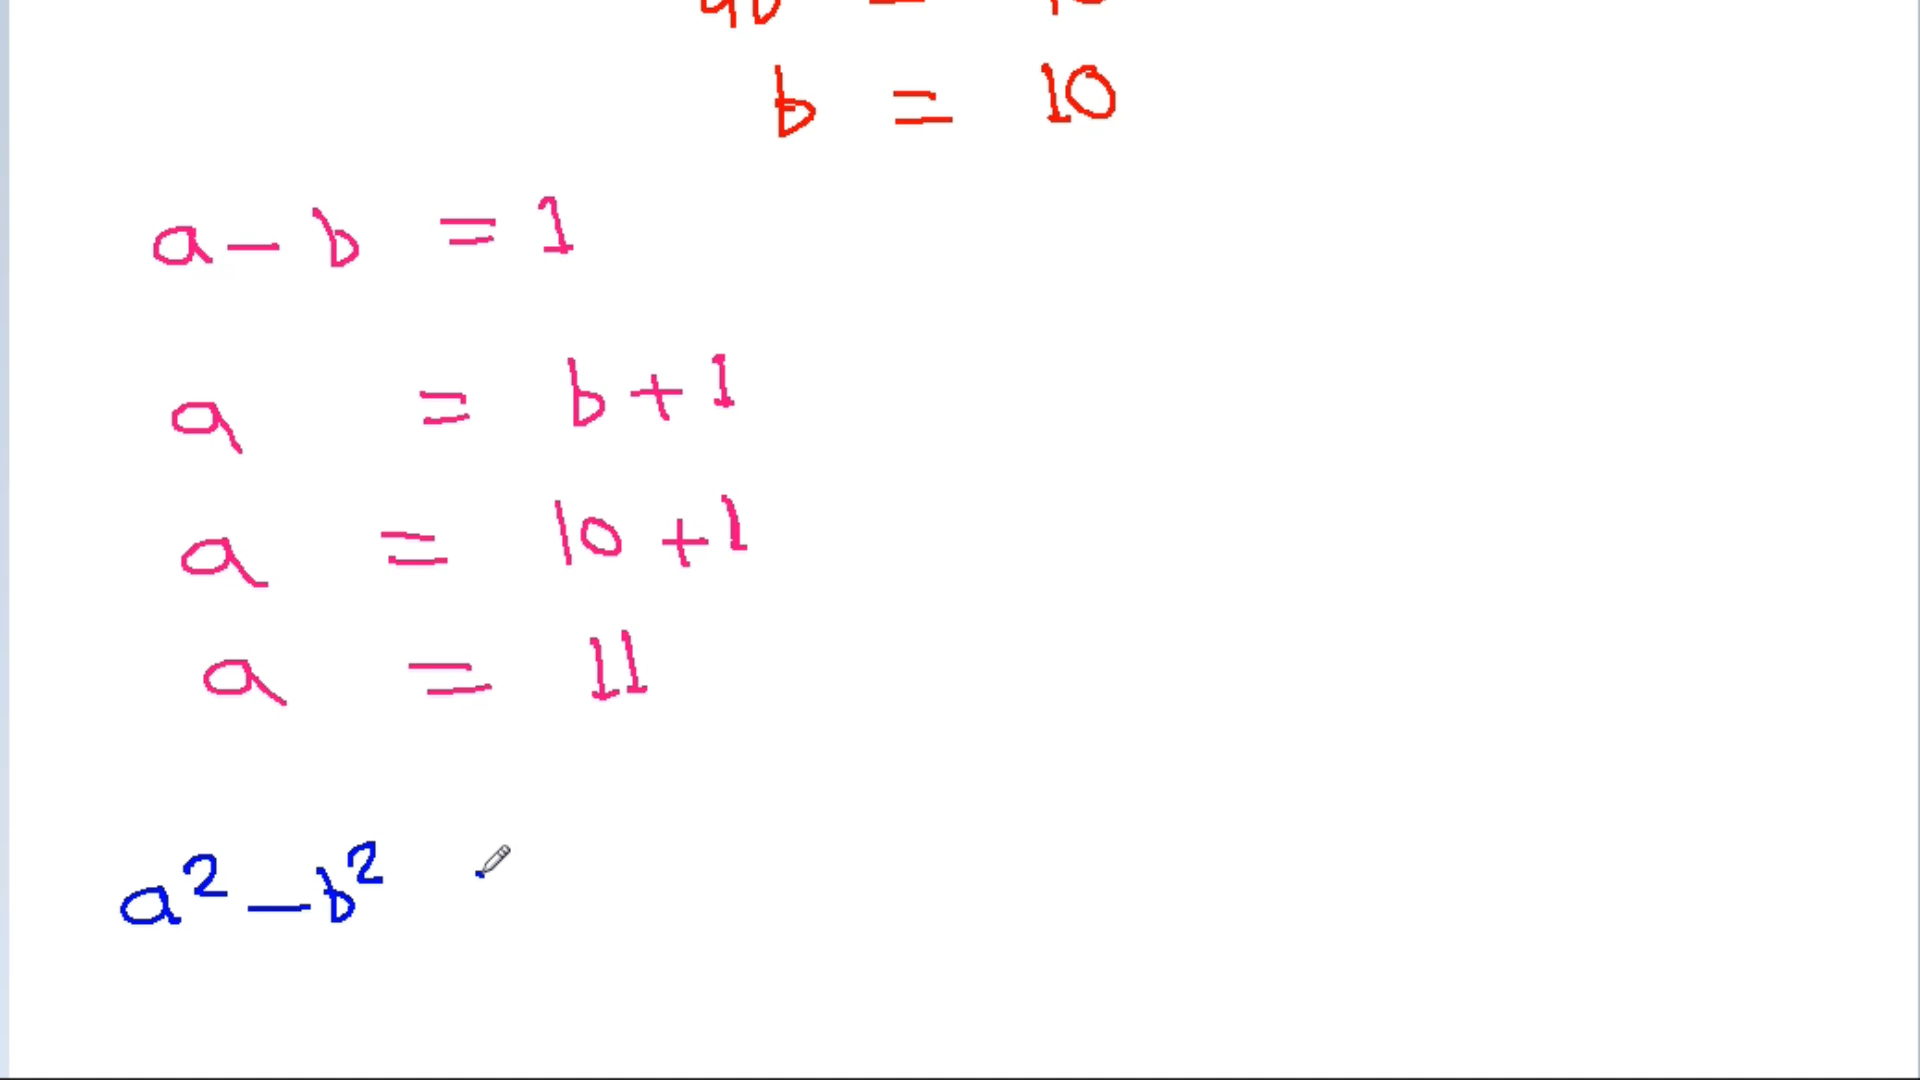 b = 10
a - b = 1
a = b + 1
a = 10 + 1
a = 11
a² - b²